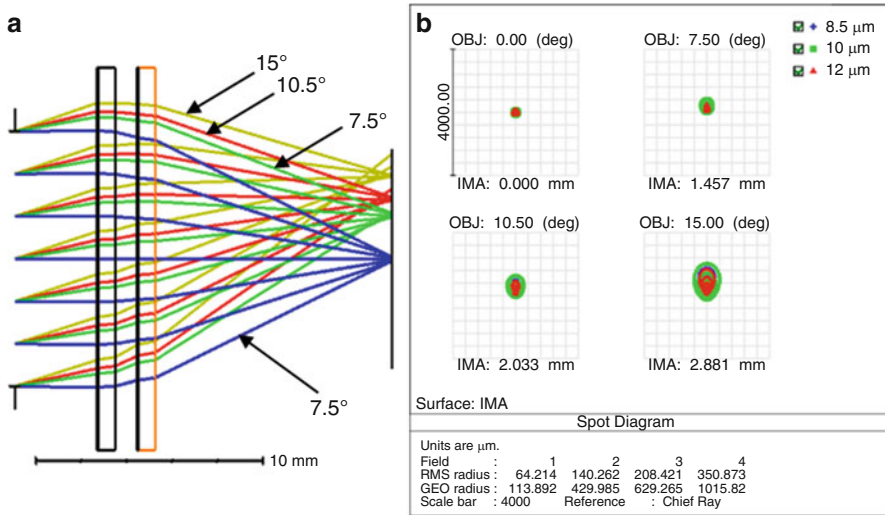 a
15°
10.5°
7.5°
7.5°
10 mm
b
OBJ: 0.00 (deg)
OBJ: 7.50 (deg)
8.5 µm
10 µm
12 µm
4000.00
IMA: 0.000 mm
IMA: 1.457 mm
OBJ: 10.50 (deg)
OBJ: 15.00 (deg)
IMA: 2.033 mm
IMA: 2.881 mm
Surface: IMA
Spot Diagram
Units are µm.
Field : 1 2 3 4
RMS radius : 64.214 140.262 208.421 350.873
GEO radius : 113.892 429.985 629.265 1015.82
Scale bar : 4000 Reference : Chief Ray